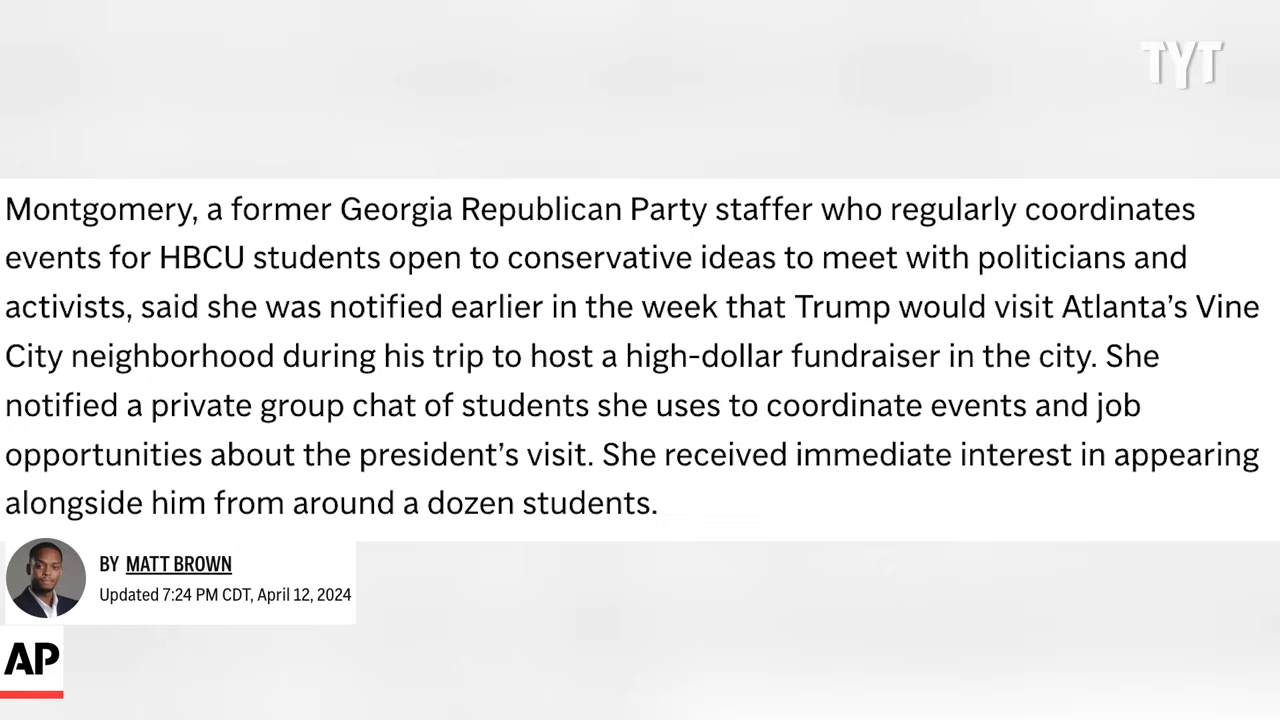 TYT
Montgomery, a former Georgia Republican Party staffer who regularly coordinates
events for HBCU students open to conservative ideas to meet with politicians and
activists, said she was notified earlier in the week that Trump would visit Atlanta’s Vine
City neighborhood during his trip to host a high-dollar fundraiser in the city. She
notified a private group chat of students she uses to coordinate events and job
opportunities about the president’s visit. She received immediate interest in appearing
alongside him from around a dozen students.
BY MATT BROWN
Updated 7:24 PM CDT, April 12, 2024
AP